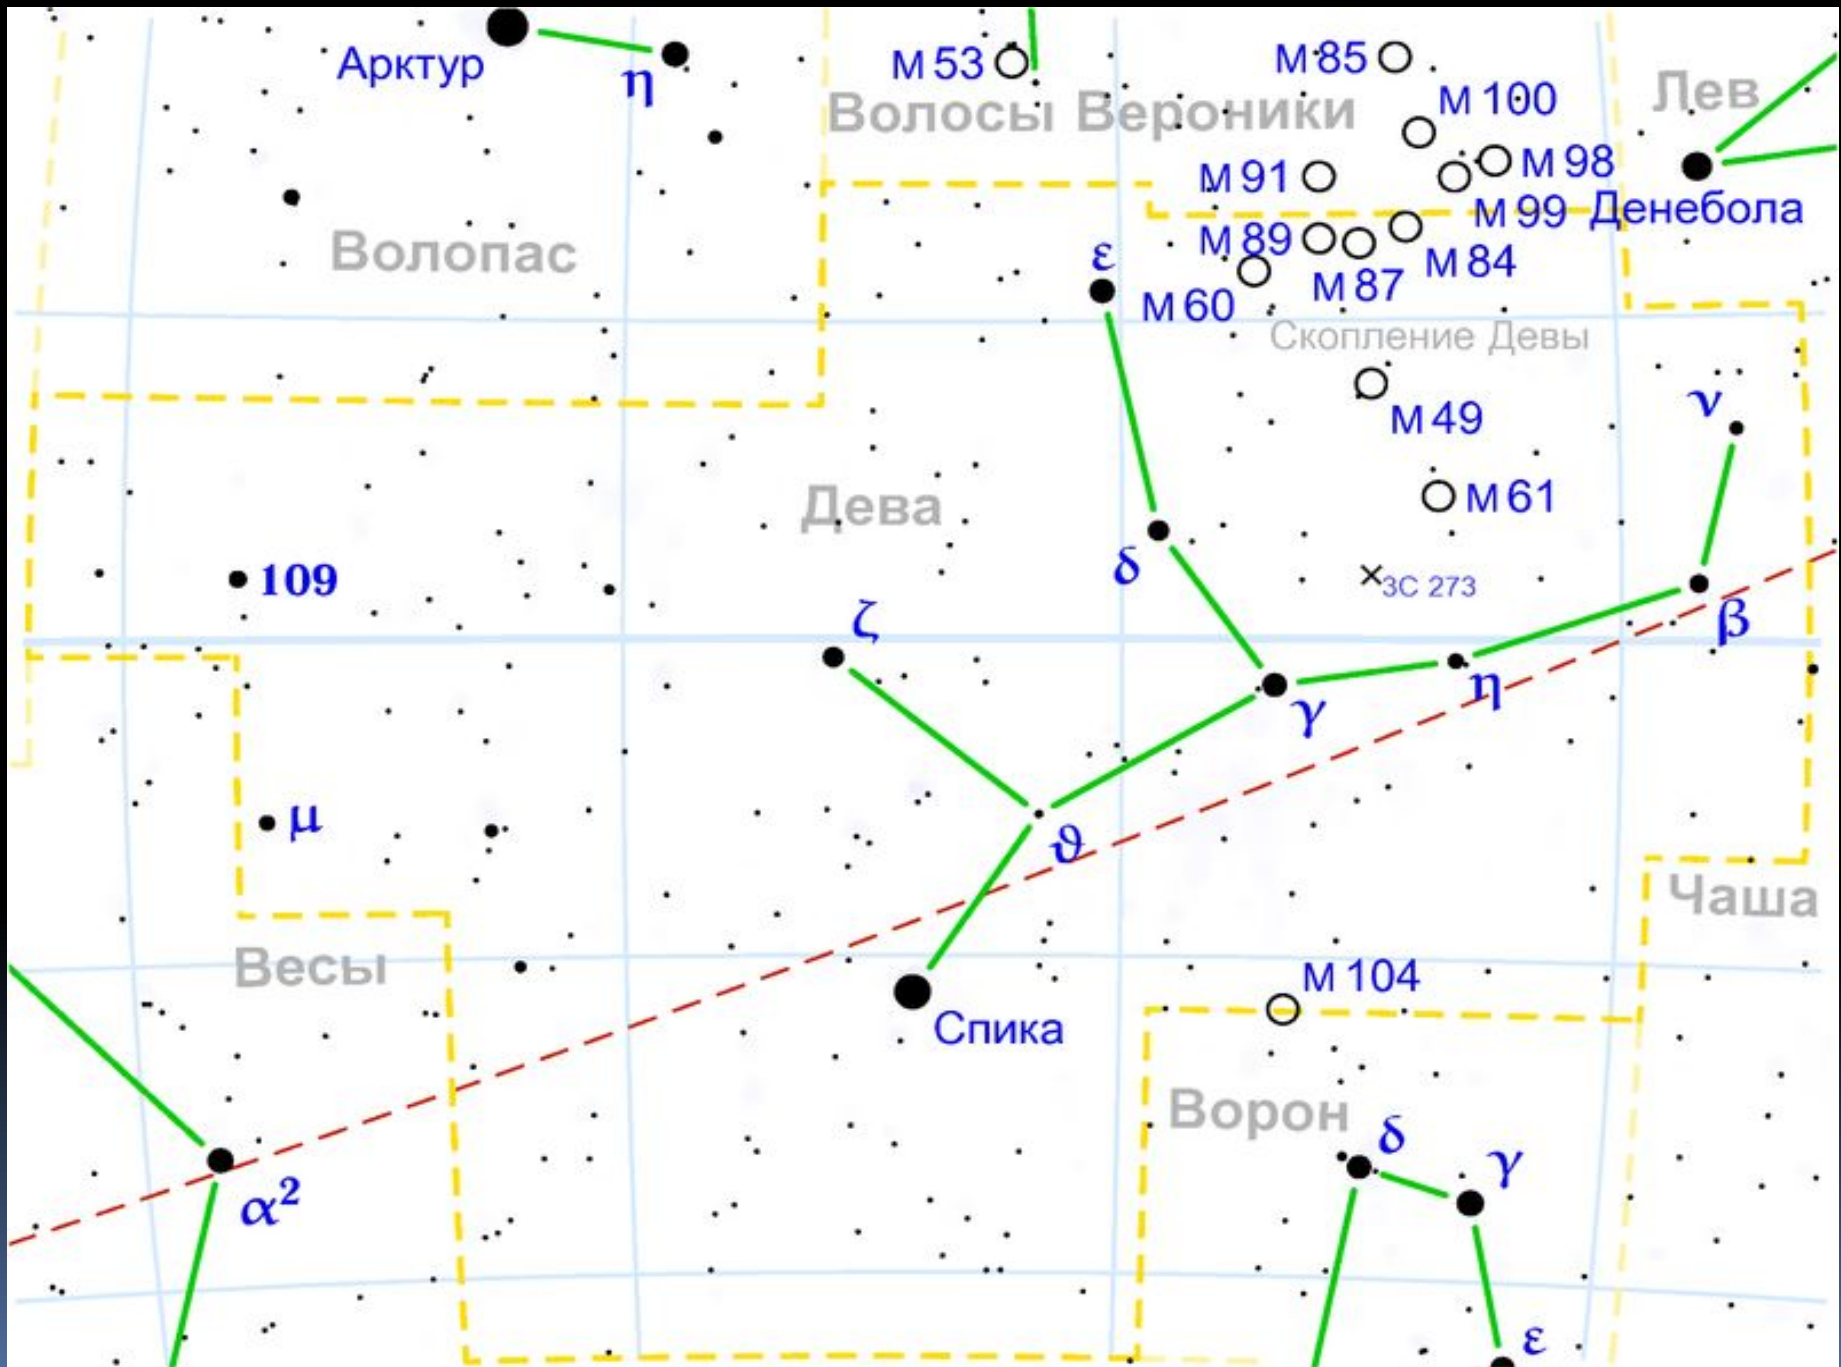 Арктур
η
М 53
М 85
М 100
Лев
Волосы Вероники
М 91
М 98
М 99
Денебола
Волопас
ε
М 89
М 87
М 84
М 60
Скопление Девы
М 49
ν
Дева
М 61
109
δ
3C 273
ζ
β
γ
η
μ
ϑ
Чаша
Весы
М 104
Спика
Ворон
δ
γ
α²
ε